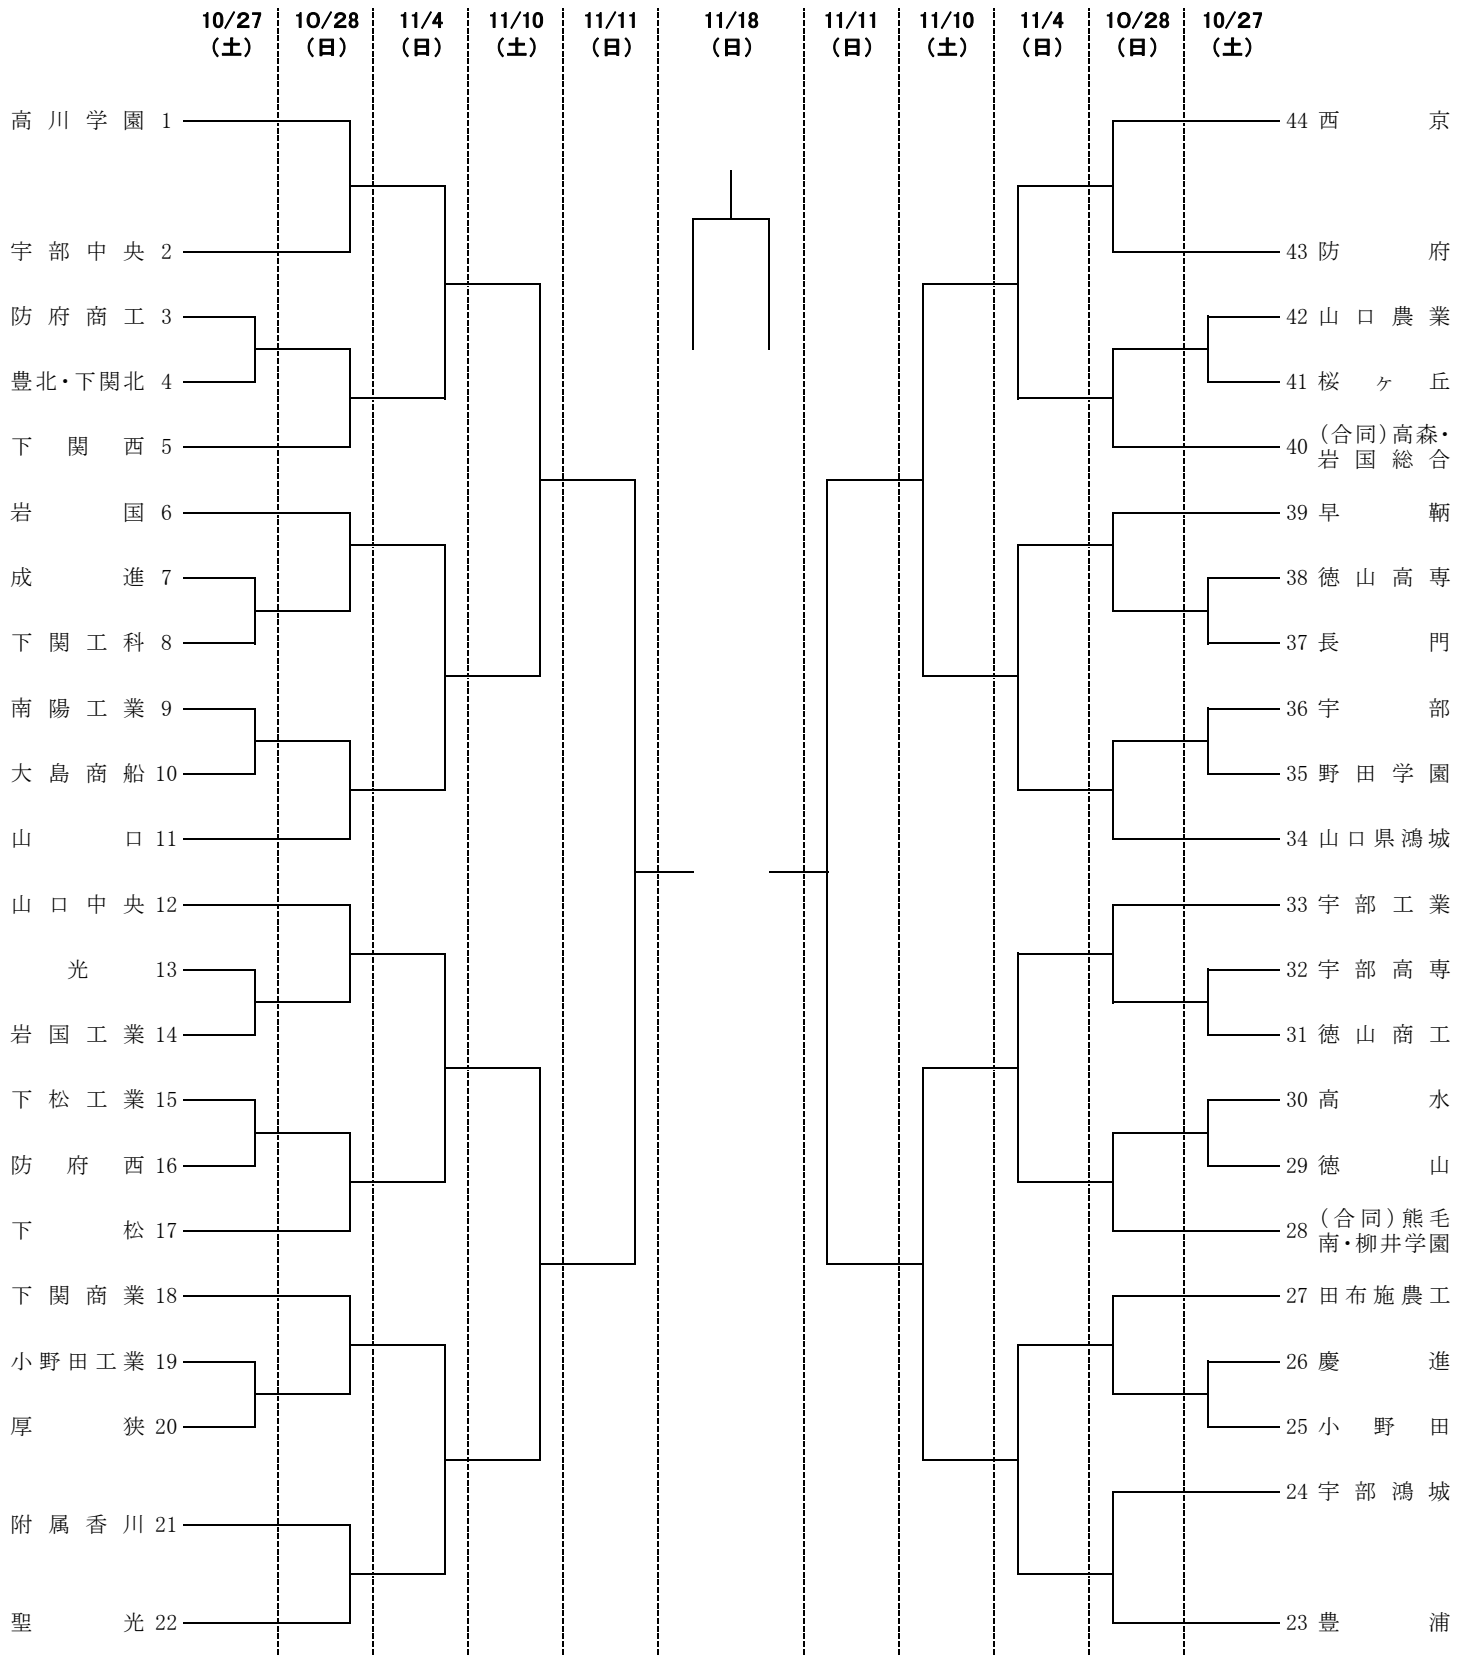 10/27 10/28 11/4 11/10 11/11 11/18 11/11 11/10 11/4 10/28 10/27
(土) (日) (日) (土) (日) (日) (日) (土) (日) (日) (土)
高川学園 1
宇部中央 2
防府商工 3
豊北・下関北 4
下関西 5
岩国 6
成進 7
下関工科 8
南陽工業 9
大島商船 10
山口 11
山口中央 12
光 13
岩国工業 14
下松工業 15
防府西 16
下松 17
下関商業 18
小野田工業 19
厚狭 20
附属香川 21
聖光 22
44 西京
43 防府
42 山口農業
41 桜ヶ丘
40 (合同)高森・
岩国総合
39 早鞆
38 徳山高専
37 長門
36 宇部
35 野田学園
34 山口県鴻城
33 宇部工業
32 宇部高専
31 徳山商工
30 高水
29 徳山
28 (合同)熊毛
南・柳井学園
27 田布施農工
26 慶進
25 小野田
24 宇部鴻城
23 豊浦